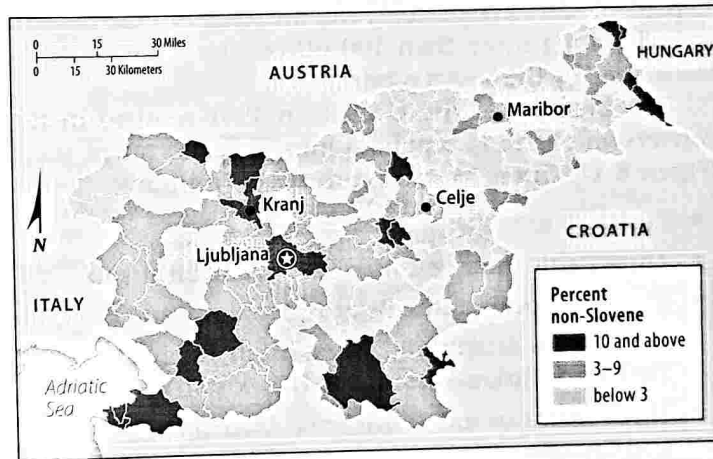 0 15 30 Miles
0 15 30 Kilometers
AUSTRIA
HUNGARY
Maribor
Kranj
Celje
N
Ljubljana
CROATIA
ITALY
Adriatic
Sea
Percent
non-Slovene
10 and above
3–9
below 3